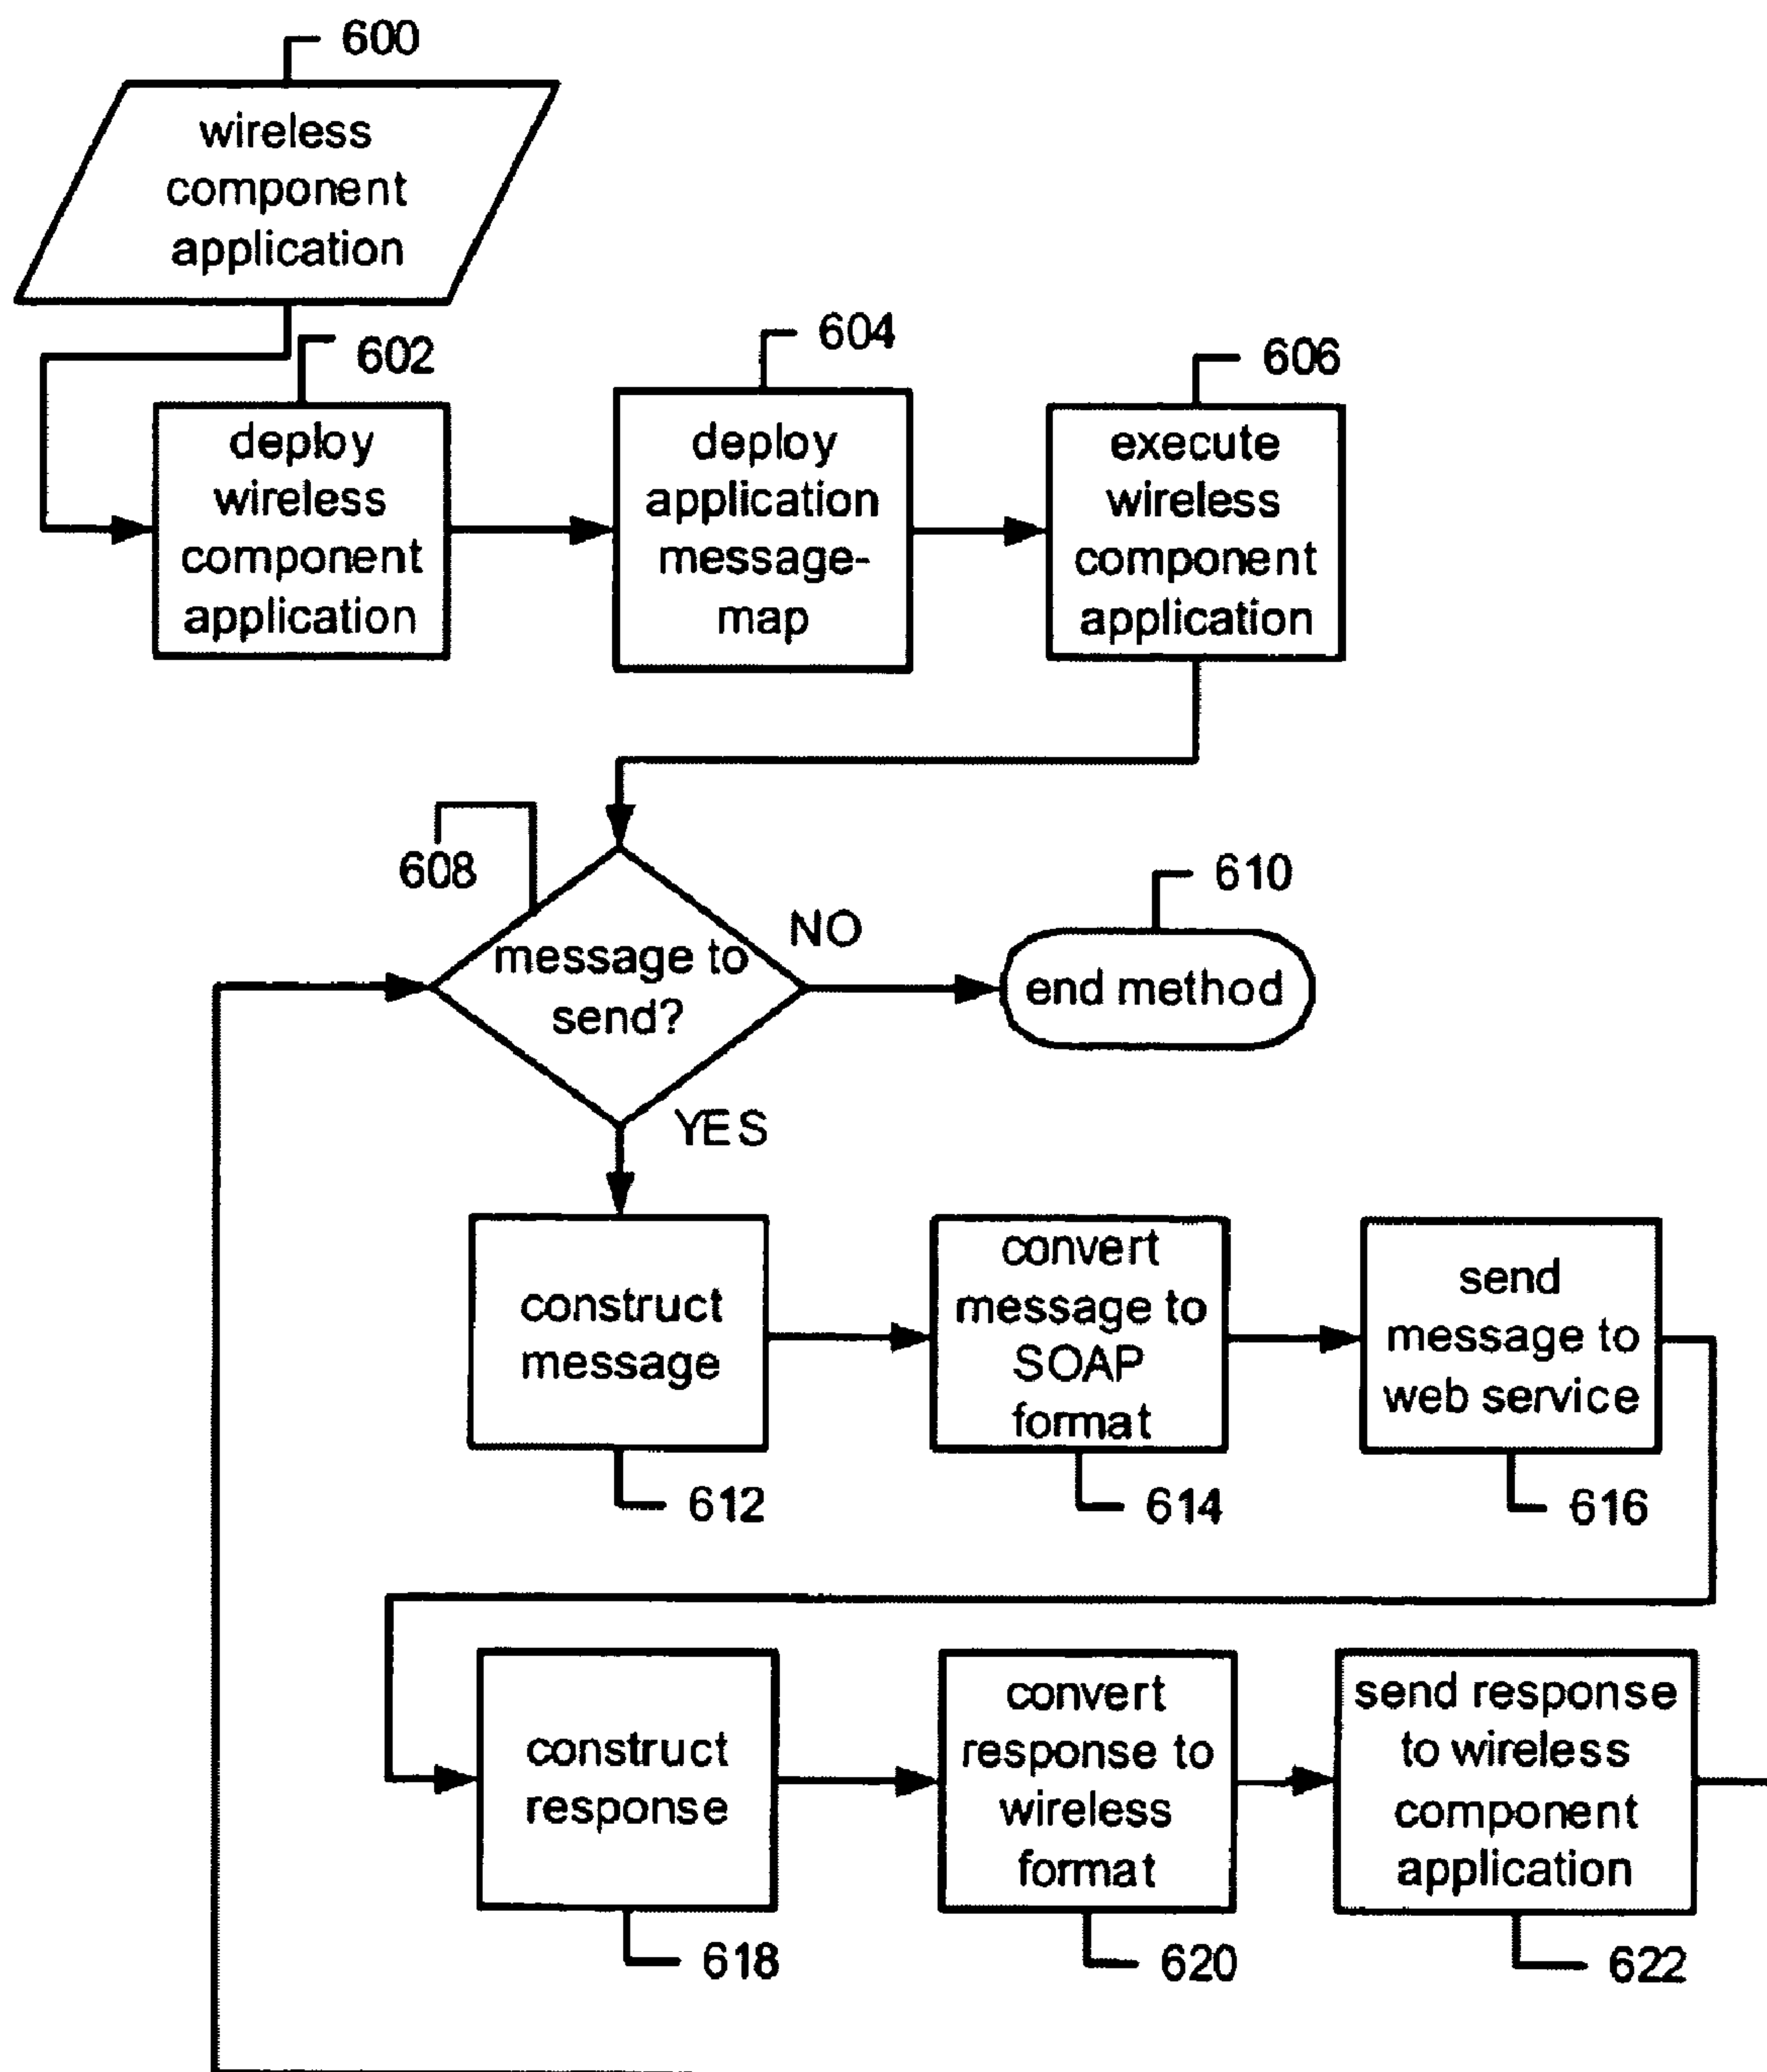 600
wireless
component
application
602
deploy
wireless
component
application
604
deploy
application
message-
map
606
execute
wireless
component
application
608
message to
send?
NO
610
end method
YES
construct
message
612
convert
message to
SOAP
format
614
send
message to
web service
616
construct
response
618
convert
response to
wireless
format
620
send response
to wireless
component
application
622